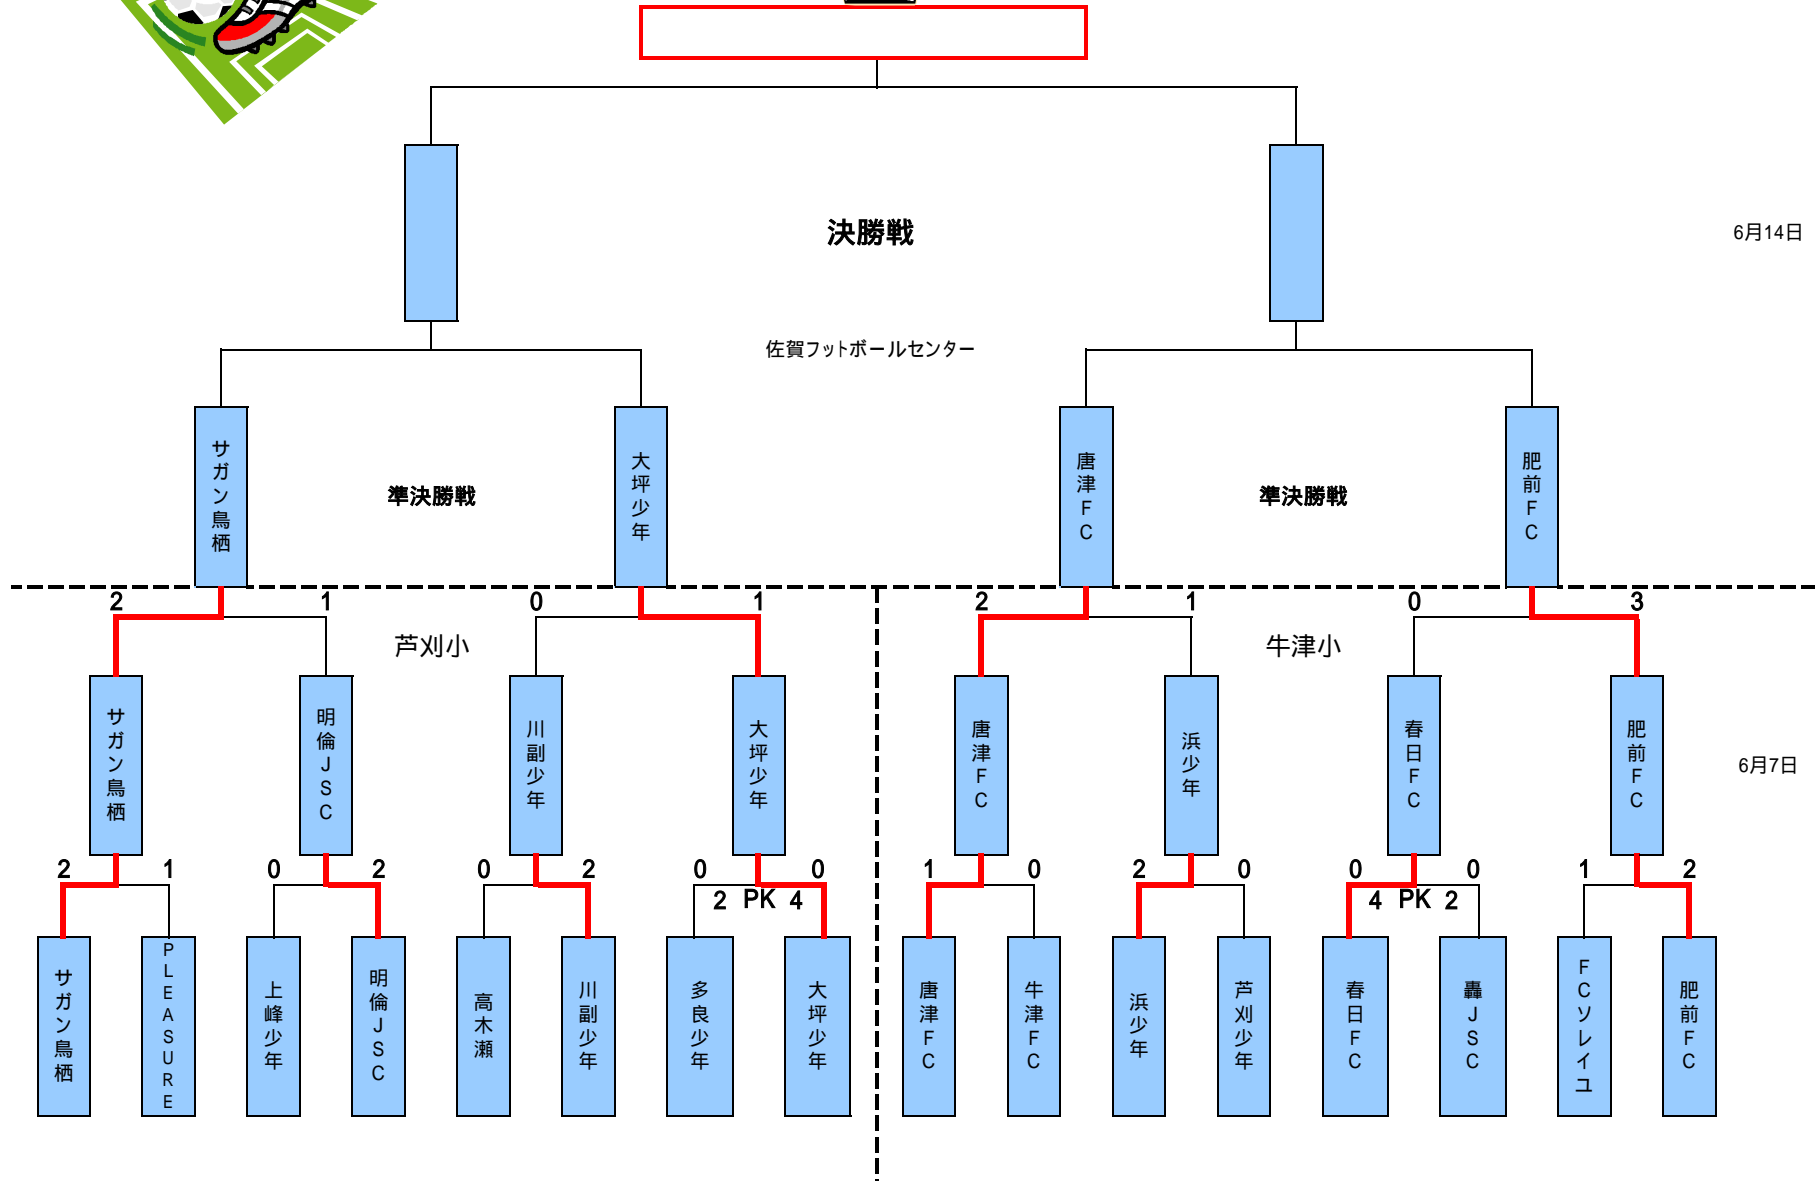 決勝戦
6月14日
佐賀フットボールセンター
サガン鳥栖
準決勝戦
大坪少年
唐津FC
準決勝戦
肥前FC
2 1 0 1 2 1 0 3
芦刈小
牛津小
サガン鳥栖
明倫JSC
川副少年
大坪少年
唐津FC
浜少年
春日FC
肥前FC
6月7日
2 1 0 2 0 2 0 0 1 0 2 0 0 0 1 2
2 PK 4
4 PK 2
サガン鳥栖
PLEASURE
上峰少年
明倫JSC
高木瀬
川副少年
多良少年
大坪少年
唐津FC
牛津FC
浜少年
芦刈少年
春日FC
轟JSC
FCソレイユ
肥前FC